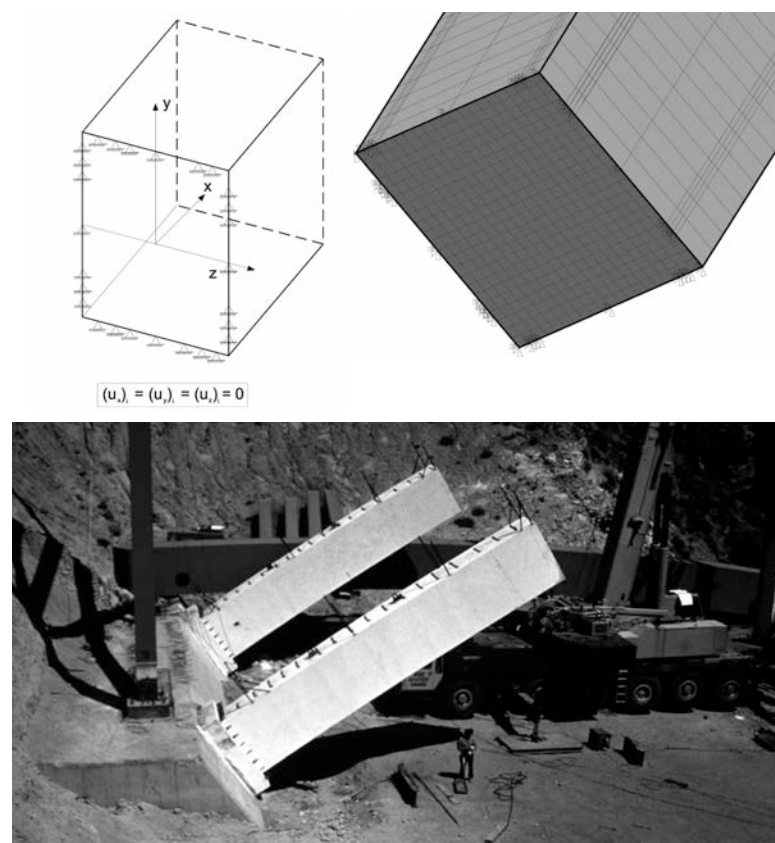 y
x
z
(uₓ)ᵢ = (uᵧ)ᵢ = (u_z)ᵢ = 0